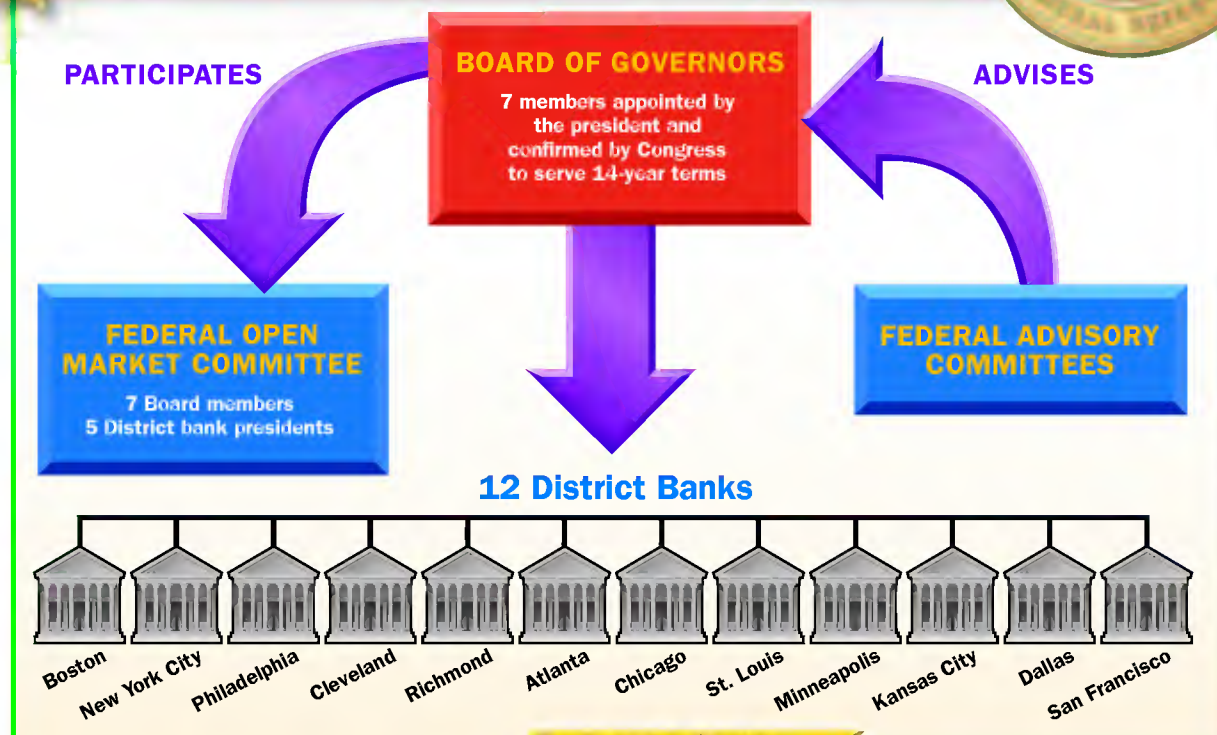 PARTICIPATES
BOARD OF GOVERNORS
7 members appointed by
the president and
confirmed by Congress
to serve 14-year terms
ADVISES
FEDERAL OPEN
MARKET COMMITTEE
7 Board members
5 District bank presidents
FEDERAL ADVISORY
COMMITTEES
12 District Banks
Boston
New York City
Philadelphia
Cleveland
Richmond
Atlanta
Chicago
St. Louis
Minneapolis
Kansas City
Dallas
San Francisco